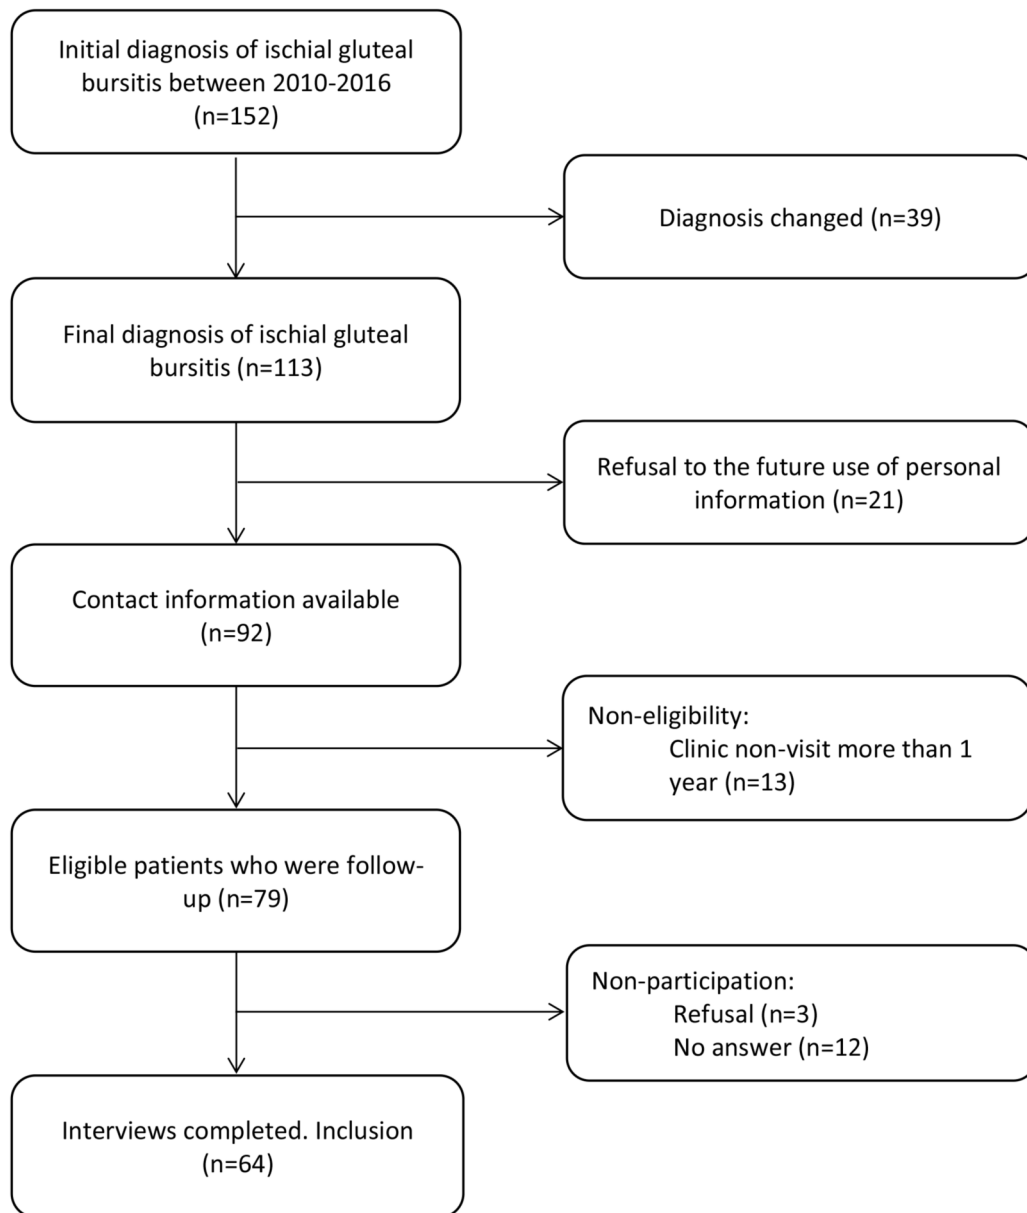 Initial diagnosis of ischial gluteal
bursitis between 2010-2016
(n=152)
Diagnosis changed (n=39)
Final diagnosis of ischial gluteal
bursitis (n=113)
Refusal to the future use of personal
information (n=21)
Contact information available
(n=92)
Non-eligibility:
Clinic non-visit more than 1
year (n=13)
Eligible patients who were follow-
up (n=79)
Non-participation:
Refusal (n=3)
No answer (n=12)
Interviews completed. Inclusion
(n=64)